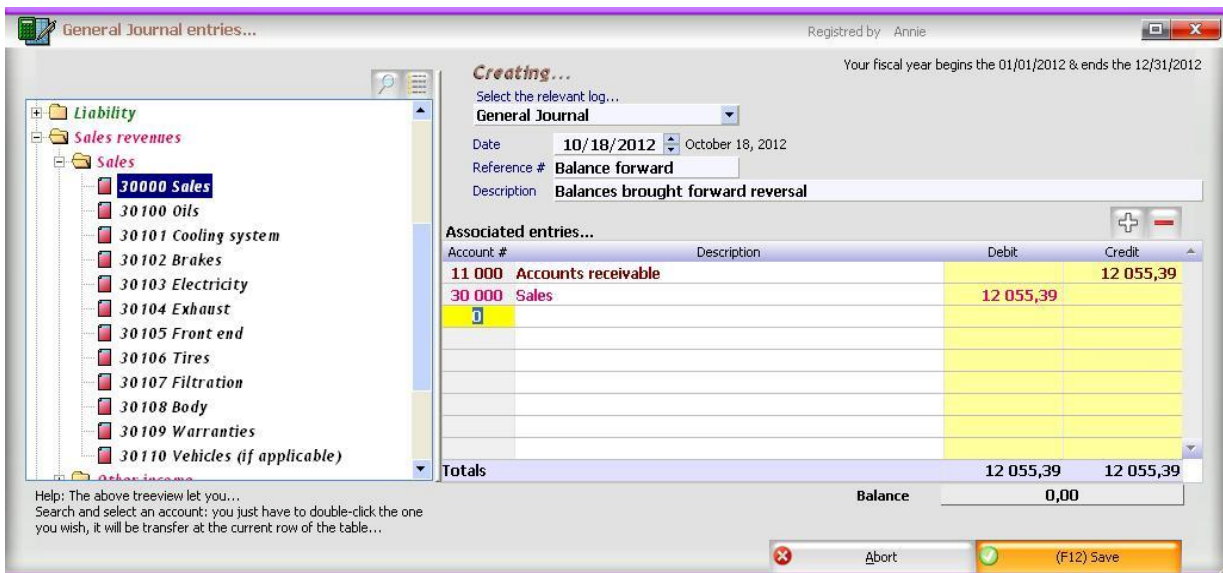 General Journal entries...
Registred by Annie
Your fiscal year begins the 01/01/2012 & ends the 12/31/2012
Liability
Sales revenues
Sales
30000 Sales
30100 Oils
30101 Cooling system
30102 Brakes
30103 Electricity
30104 Exhaust
30105 Front end
30106 Tires
30107 Filtration
30108 Body
30109 Warranties
30110 Vehicles (if applicable)
Other income
Help: The above treeview let you...
Search and select an account: you just have to double-click the one
you wish, it will be transfer at the current row of the table...
Creating...
Select the relevant log...
General Journal
Date 10/18/2012 October 18, 2012
Reference # Balance forward
Description Balances brought forward reversal
Associated entries...
Account # Description Debit Credit
11 000 Accounts receivable 12 055,39
30 000 Sales 12 055,39
0
Totals 12 055,39 12 055,39
Balance 0,00
Abort (F12) Save